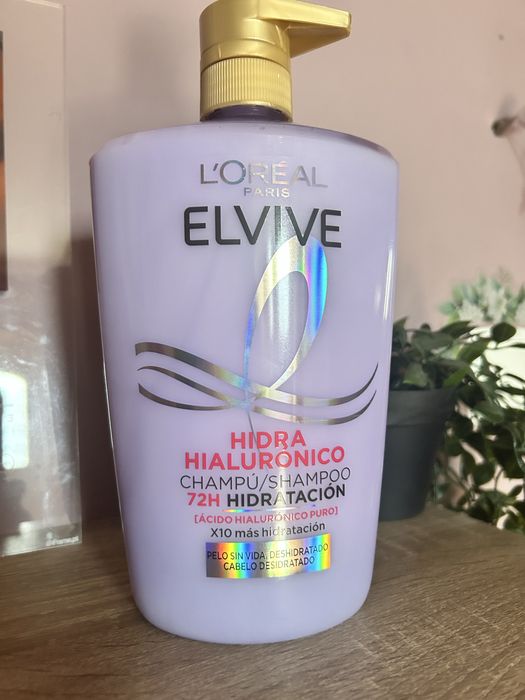 L'ORÉAL
PARIS
ELVIVE
HIDRA
HIALURÓNICO
CHAMPÚ/SHAMPOO
72H HIDRATACIÓN
[ÁCIDO HIALURÓNICO PURO]
X10 más hidratación
PELO SIN VIDA, DESHIDRATADO
CABELO DESIDRATADO